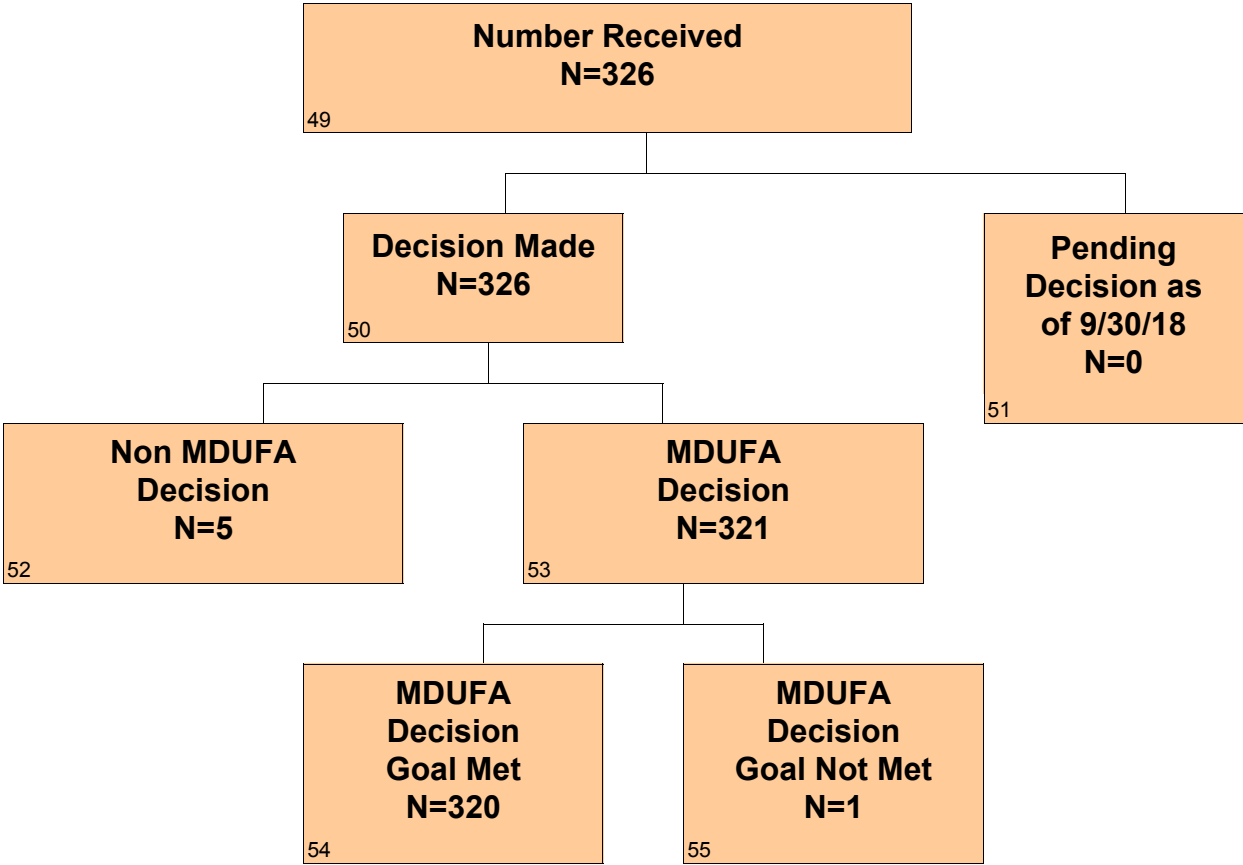 Number Received
N=326
49
Decision Made
N=326
50
Pending
Decision as
of 9/30/18
N=0
51
Non MDUFA
Decision
N=5
52
MDUFA
Decision
N=321
53
MDUFA
Decision
Goal Met
N=320
54
MDUFA
Decision
Goal Not Met
N=1
55